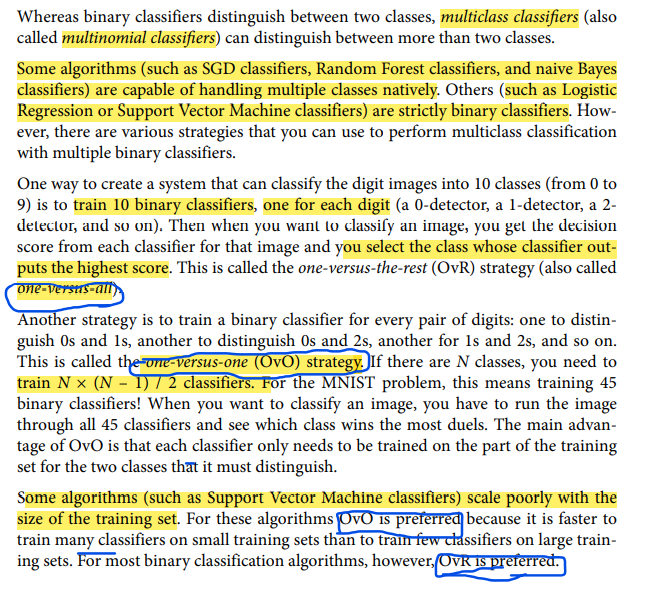 Whereas binary classifiers distinguish between two classes, multiclass classifiers (also
called multinomial classifiers) can distinguish between more than two classes.
Some algorithms (such as SGD classifiers, Random Forest classifiers, and naive Bayes
classifiers) are capable of handling multiple classes natively. Others (such as Logistic
Regression or Support Vector Machine classifiers) are strictly binary classifiers. How-
ever, there are various strategies that you can use to perform multiclass classification
with multiple binary classifiers.
One way to create a system that can classify the digit images into 10 classes (from 0 to
9) is to train 10 binary classifiers, one for each digit (a 0-detector, a 1-detector, a 2-
detector, and so on). Then when you want to classify an image, you get the decision
score from each classifier for that image and you select the class whose classifier out-
puts the highest score. This is called the one-versus-the-rest (OvR) strategy (also called
one-versus-all).
Another strategy is to train a binary classifier for every pair of digits: one to distin-
guish 0s and 1s, another to distinguish 0s and 2s, another for 1s and 2s, and so on.
This is called the one-versus-one (OvO) strategy. If there are N classes, you need to
train N × (N – 1) / 2 classifiers. For the MNIST problem, this means training 45
binary classifiers! When you want to classify an image, you have to run the image
through all 45 classifiers and see which class wins the most duels. The main advan-
tage of OvO is that each classifier only needs to be trained on the part of the training
set for the two classes that it must distinguish.
Some algorithms (such as Support Vector Machine classifiers) scale poorly with the
size of the training set. For these algorithms OvO is preferred because it is faster to
train many classifiers on small training sets than to train few classifiers on large train-
ing sets. For most binary classification algorithms, however, OvR is preferred.